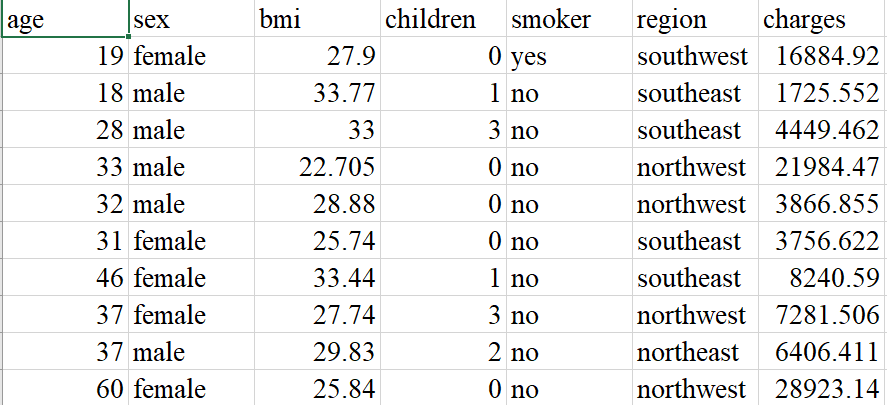 age sex bmi children smoker region charges
19 female 27.9 0 yes southwest 16884.92
18 male 33.77 1 no southeast 1725.552
28 male 33 3 no southeast 4449.462
33 male 22.705 0 no northwest 21984.47
32 male 28.88 0 no northwest 3866.855
31 female 25.74 0 no southeast 3756.622
46 female 33.44 1 no southeast 8240.59
37 female 27.74 3 no northwest 7281.506
37 male 29.83 2 no northeast 6406.411
60 female 25.84 0 no northwest 28923.14